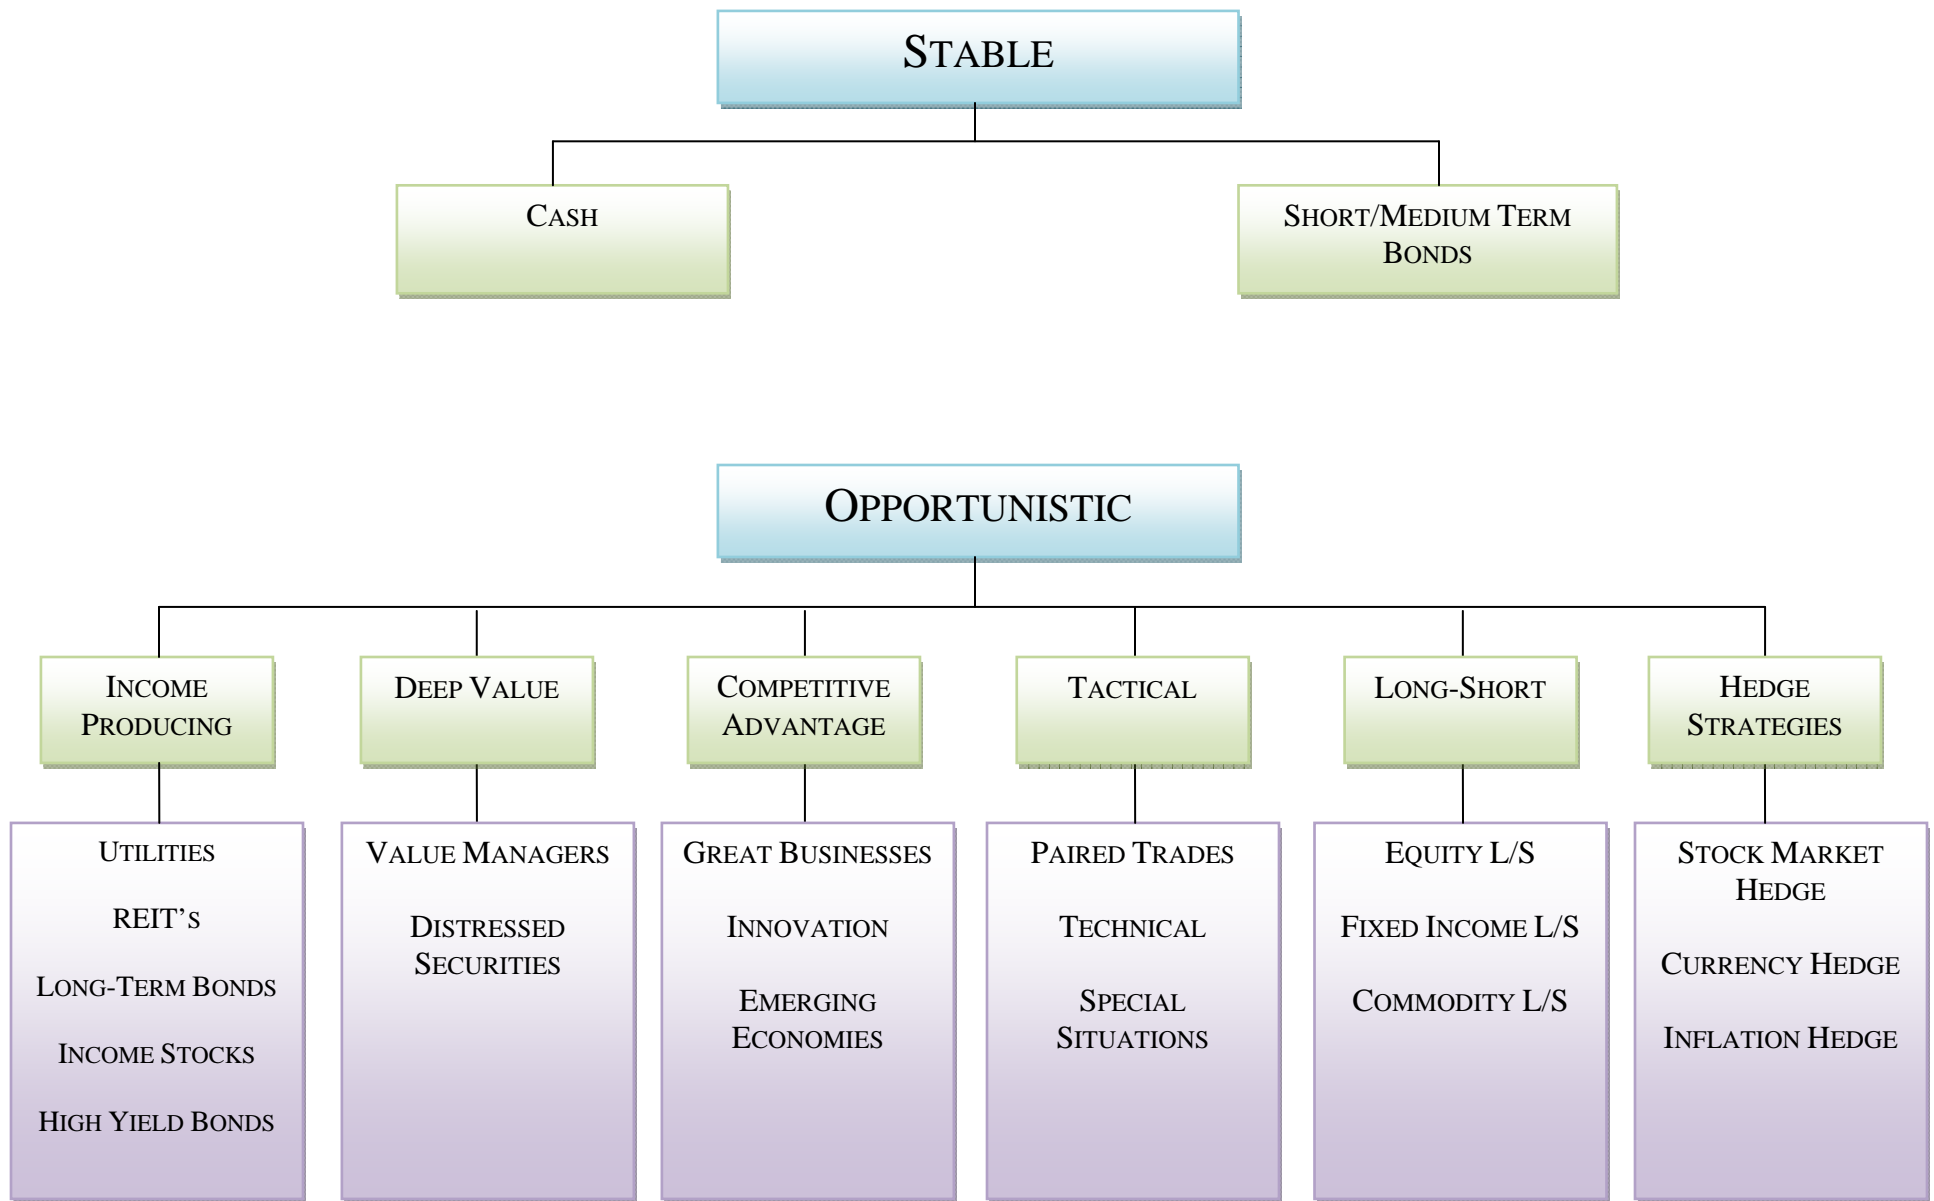 STABLE
CASH
SHORT/MEDIUM TERM
BONDS
OPPORTUNISTIC
INCOME
PRODUCING
DEEP VALUE
COMPETITIVE
ADVANTAGE
TACTICAL
LONG-SHORT
HEDGE
STRATEGIES
UTILITIES
REIT'S
LONG-TERM BONDS
INCOME STOCKS
HIGH YIELD BONDS
VALUE MANAGERS
DISTRESSED
SECURITIES
GREAT BUSINESSES
INNOVATION
EMERGING
ECONOMIES
PAIRED TRADES
TECHNICAL
SPECIAL
SITUATIONS
EQUITY L/S
FIXED INCOME L/S
COMMODITY L/S
STOCK MARKET
HEDGE
CURRENCY HEDGE
INFLATION HEDGE